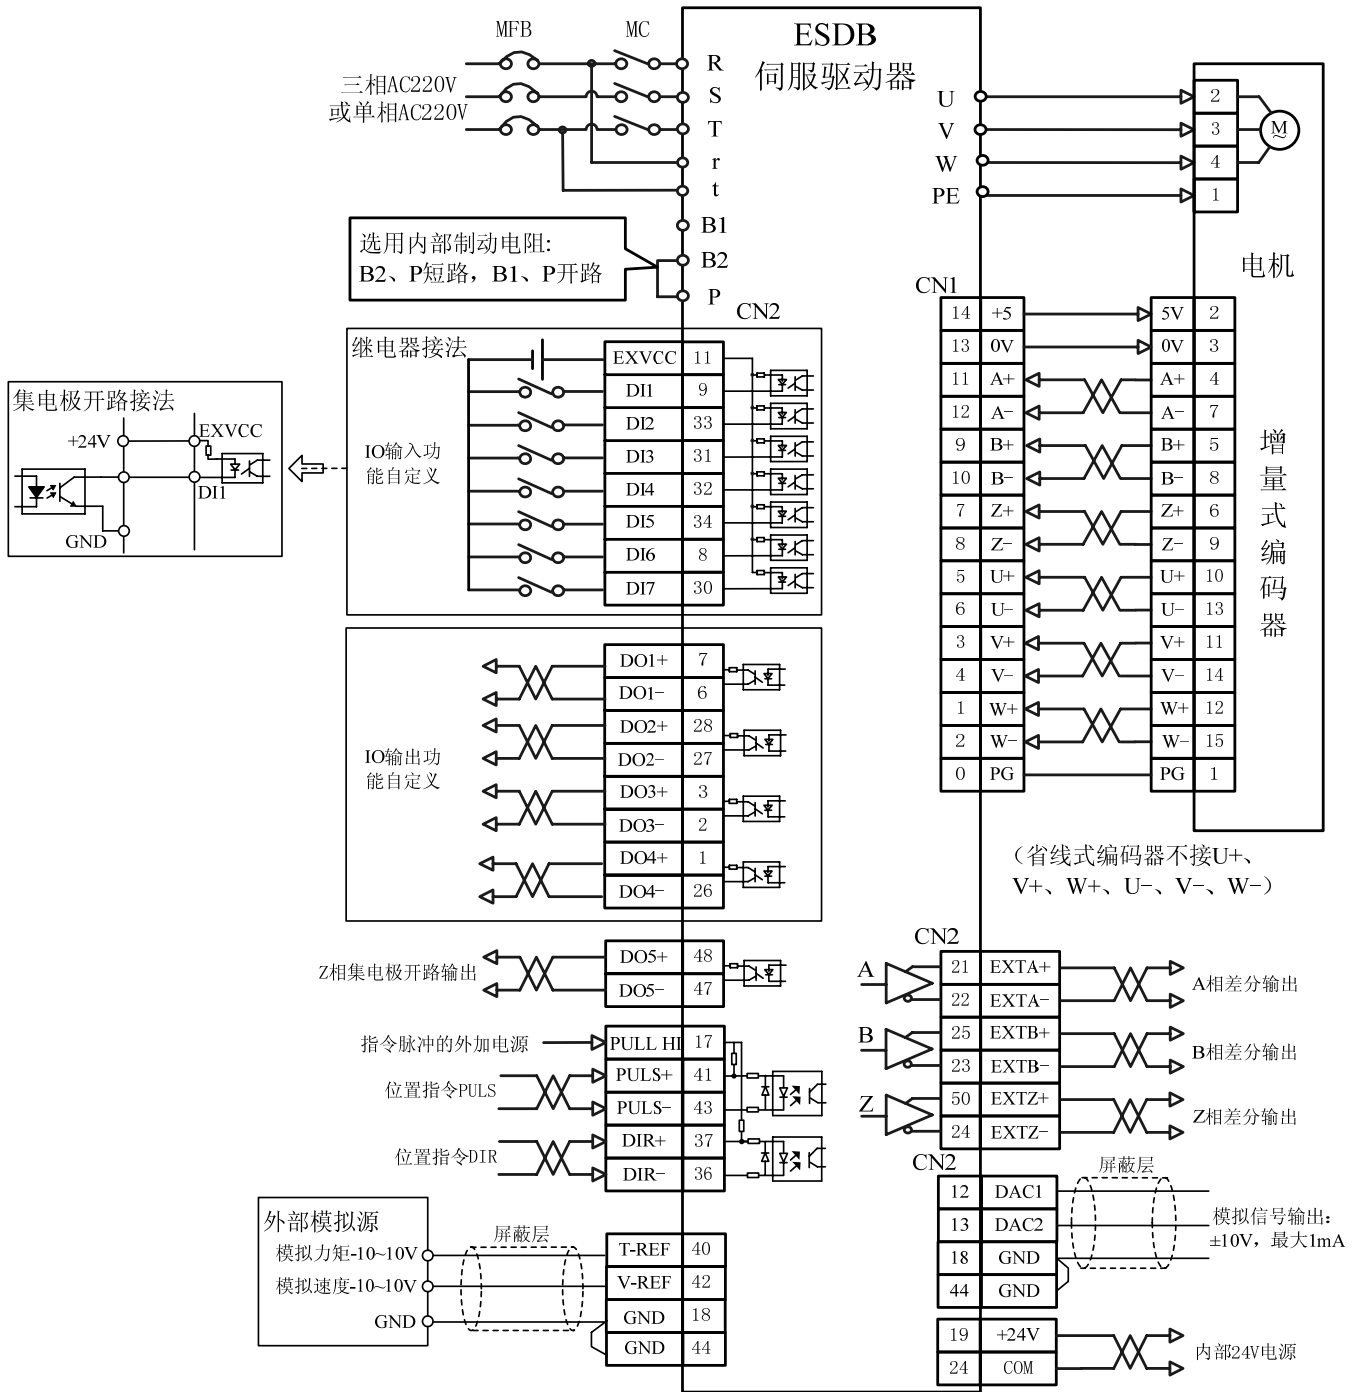 MFB
MC
三相AC220V
或单相AC220V
ESDB
伺服驱动器
R
S
T
r
t
B1
B2
P
选用内部制动电阻:
B2、P短路，B1、P开路
U
V
W
PE
2
3
4
1
M
~
电机
CN2
继电器接法
IO输入功
能自定义
EXVCC 11
DI1 9
DI2 33
DI3 31
DI4 32
DI5 34
DI6 8
DI7 30
集电极开路接法
+24V
EXVCC
DI1
GND
IO输出功
能自定义
DO1+ 7
DO1- 6
DO2+ 28
DO2- 27
DO3+ 3
DO3- 2
DO4+ 1
DO4- 26
Z相集电极开路输出
DO5+ 48
DO5- 47
指令脉冲的外加电源
位置指令PULS
位置指令DIR
PULL HI 17
PULS+ 41
PULS- 43
DIR+ 37
DIR- 36
外部模拟源
模拟力矩-10~10V
模拟速度-10~10V
GND
屏蔽层
T-REF 40
V-REF 42
GND 18
GND 44
CN1
14 +5 5V 2
13 0V 0V 3
11 A+ A+ 4
12 A- A- 7
9 B+ B+ 5
10 B- B- 8
7 Z+ Z+ 6
8 Z- Z- 9
5 U+ U+ 10
6 U- U- 13
3 V+ V+ 11
4 V- V- 14
1 W+ W+ 12
2 W- W- 15
0 PG PG 1
增量式编码器
（省线式编码器不接U+、
V+、W+、U-、V-、W-）
CN2
A
B
Z
21 EXTA+
22 EXTA-
25 EXTB+
23 EXTB-
50 EXTZ+
24 EXTZ-
A相差分输出
B相差分输出
Z相差分输出
CN2
屏蔽层
12 DAC1
13 DAC2
18 GND
44 GND
模拟信号输出：
±10V，最大1mA
19 +24V
24 COM
内部24V电源